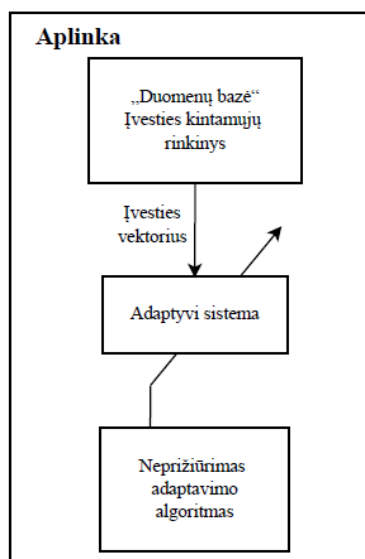 Aplinka
„Duomenų bazė“
Įvesties kintamųjų
rinkinys
Įvesties
vektorius
Adaptyvi sistema
Neprižiūrimas
adaptavimo
algoritmas